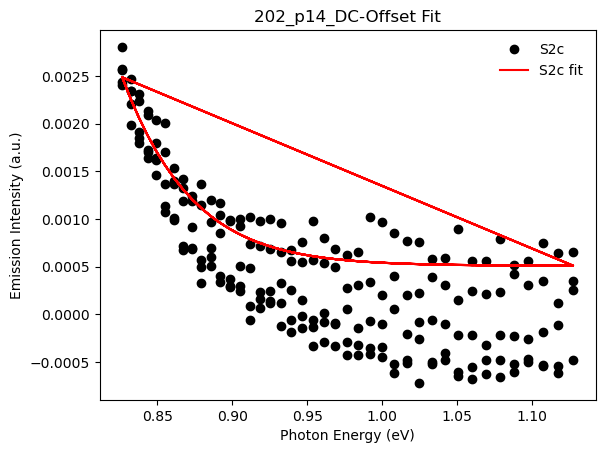 202_p14_DC-Offset Fit
S2c
S2c fit
Emission Intensity (a.u.)
0.0025
0.0020
0.0015
0.0010
0.0005
0.0000
−0.0005
0.85
0.90
0.95
1.00
1.05
1.10
Photon Energy (eV)